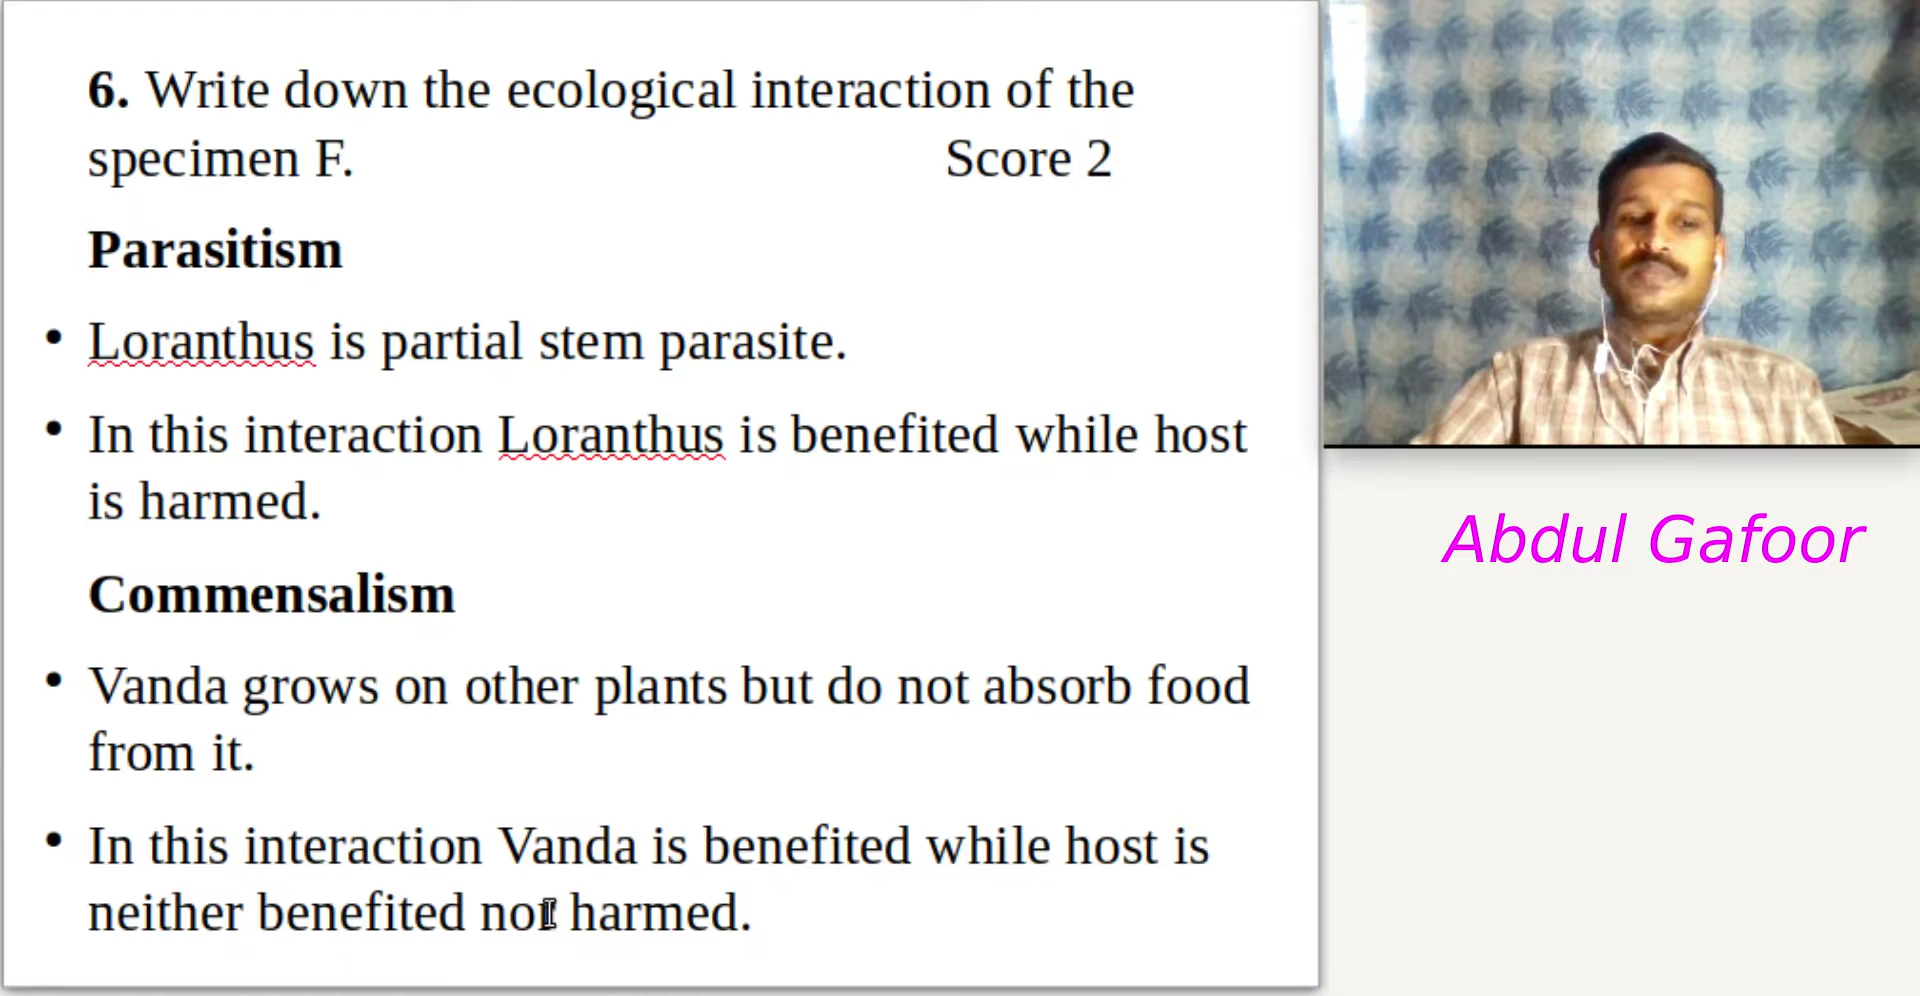 6. Write down the ecological interaction of the
specimen F. Score 2
Parasitism
• Loranthus is partial stem parasite.
• In this interaction Loranthus is benefited while host
is harmed.
Commensalism
• Vanda grows on other plants but do not absorb food
from it.
• In this interaction Vanda is benefited while host is
neither benefited nor harmed.
Abdul Gafoor